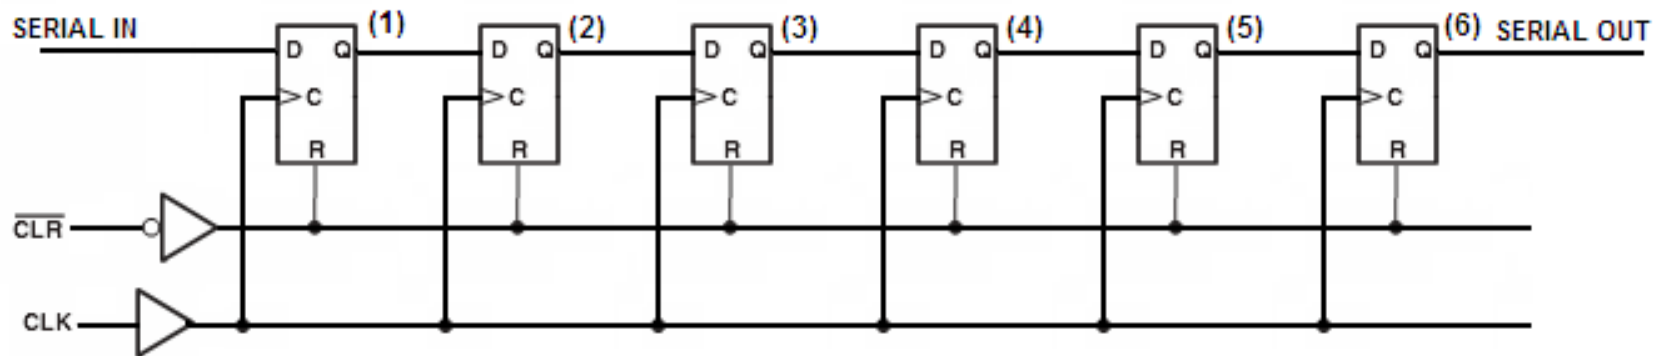 SERIAL IN (1) (2) (3) (4) (5) (6) SERIAL OUT
D Q D Q D Q D Q D Q D Q
C C C C C C
R R R R R R
CLR
CLK